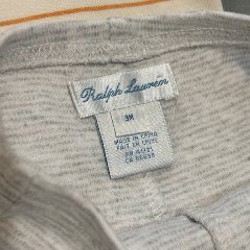 Ralph Lauren
3M
MADE IN CHINA
FAIT EN CHINE